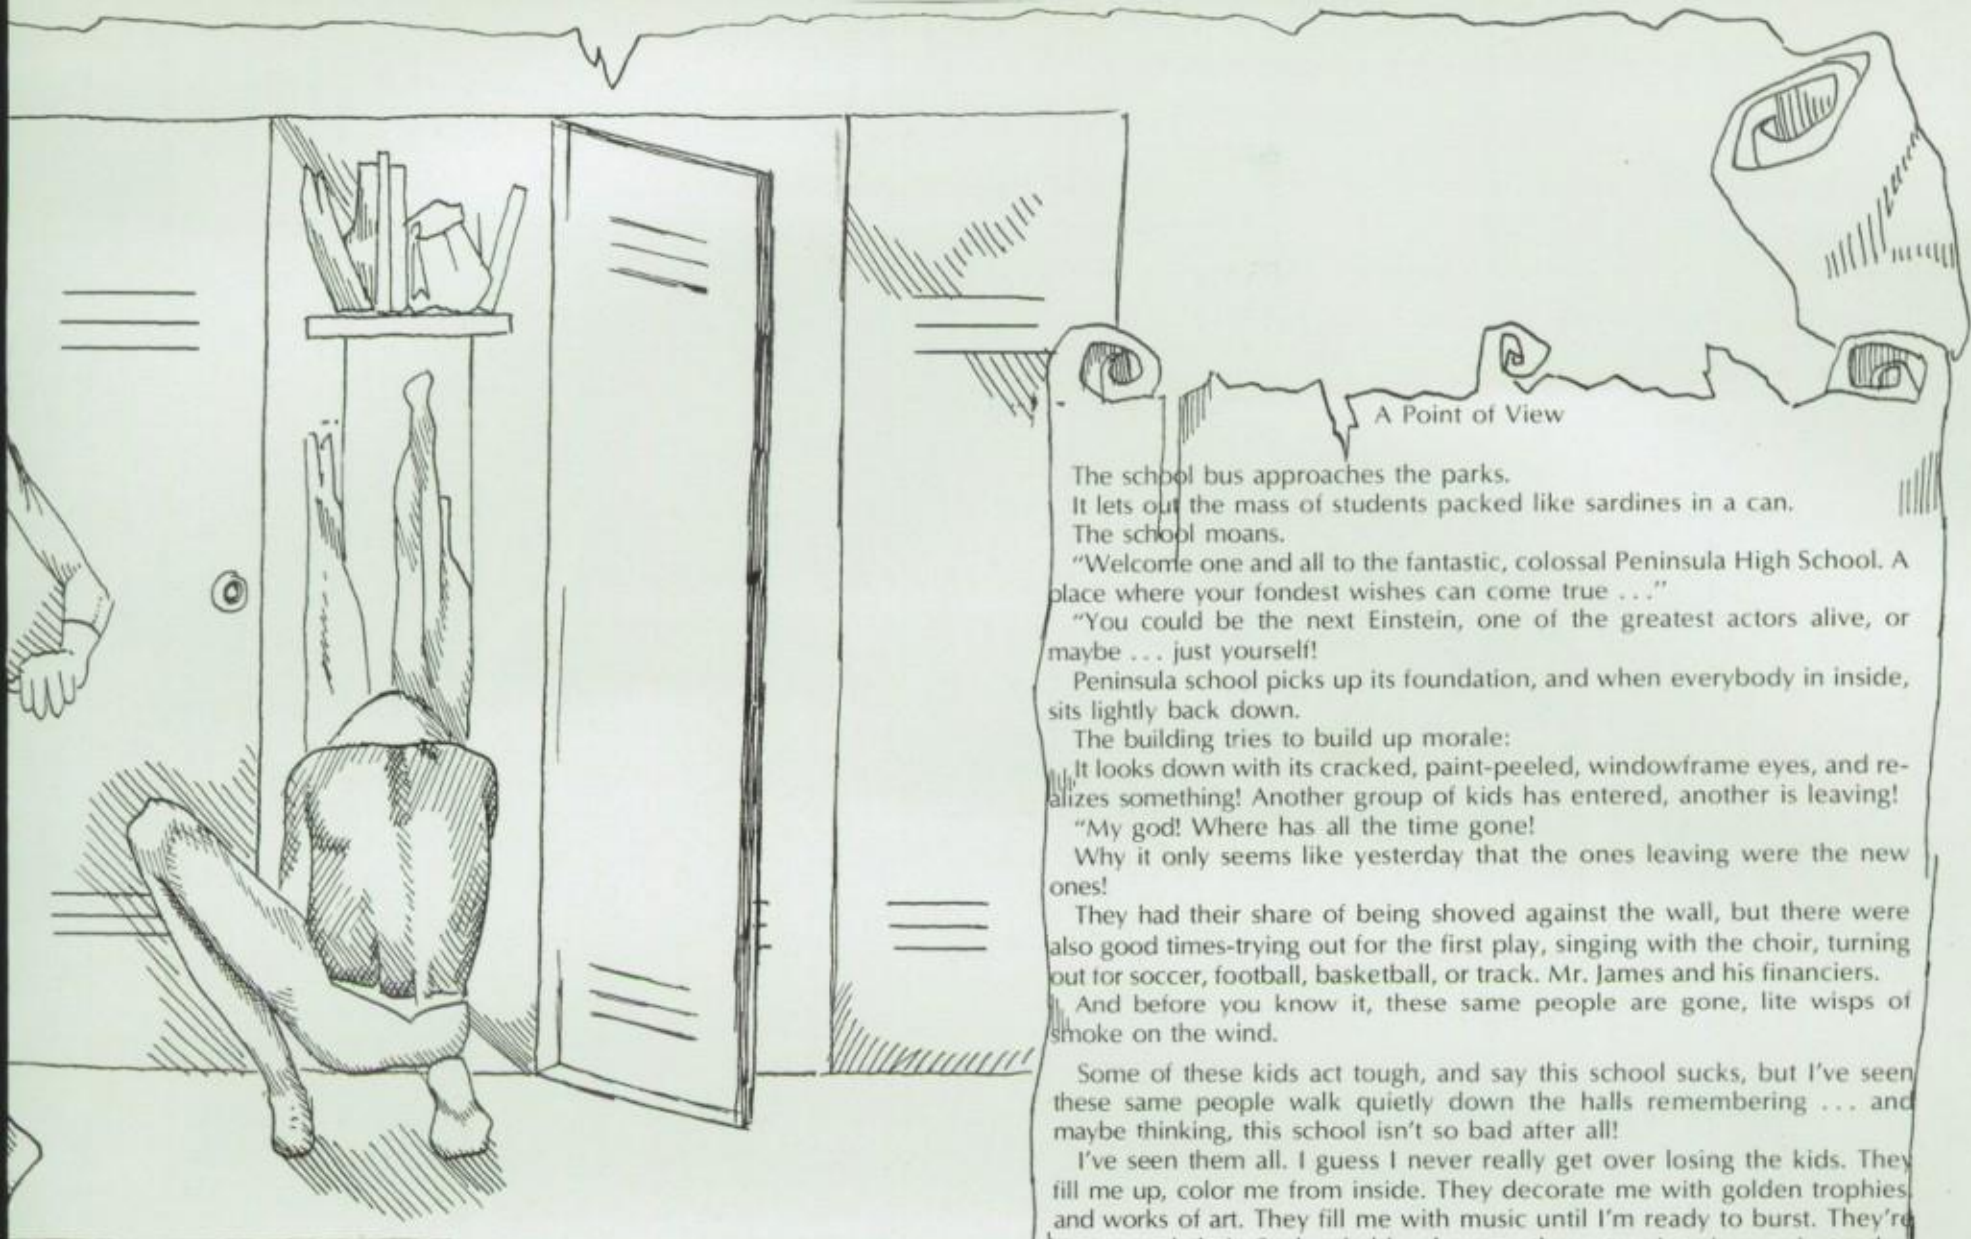 A Point of View
The school bus approaches the parks.
It lets out the mass of students packed like sardines in a can.
The school moans.
"Welcome one and all to the fantastic, colossal Peninsula High School. A
place where your fondest wishes can come true ..."
"You could be the next Einstein, one of the greatest actors alive, or
maybe ... just yourself!
Peninsula school picks up its foundation, and when everybody in inside,
sits lightly back down.
The building tries to build up morale:
It looks down with its cracked, paint-peeled, windowframe eyes, and re-
alizes something! Another group of kids has entered, another is leaving!
"My god! Where has all the time gone!
Why it only seems like yesterday that the ones leaving were the new
ones!
They had their share of being shoved against the wall, but there were
also good times-trying out for the first play, singing with the choir, turning
out for soccer, football, basketball, or track. Mr. James and his financiers.
And before you know it, these same people are gone, lite wisps of
smoke on the wind.
Some of these kids act tough, and say this school sucks, but I've seen
these same people walk quietly down the halls remembering ... and
maybe thinking, this school isn't so bad after all!
I've seen them all. I guess I never really get over losing the kids. They
fill me up, color me from inside. They decorate me with golden trophies
and works of art. They fill me with music until I'm ready to burst. They're